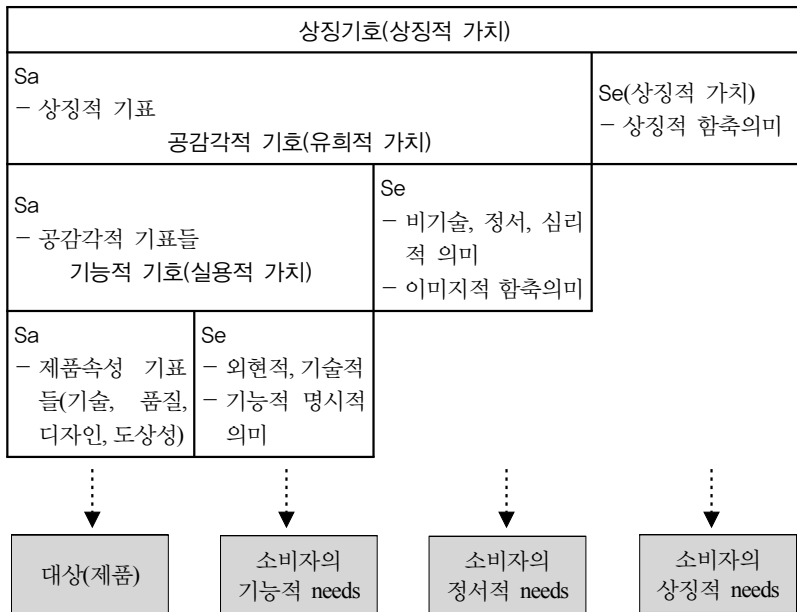 상징기호(상징적 가치)
Sa
- 상징적 기표
공감각적 기호(유희적 가치)
Se(상징적 가치)
- 상징적 함축의미
Sa
- 공감각적 기표들
기능적 기호(실용적 가치)
Se
- 비기술, 정서, 심리
적 의미
- 이미지적 함축의미
Sa
- 제품속성 기표
들(기술, 품질,
디자인, 도상성)
Se
- 외현적, 기술적
- 기능적 명시적
의미
대상(제품)
소비자의
기능적 needs
소비자의
정서적 needs
소비자의
상징적 needs